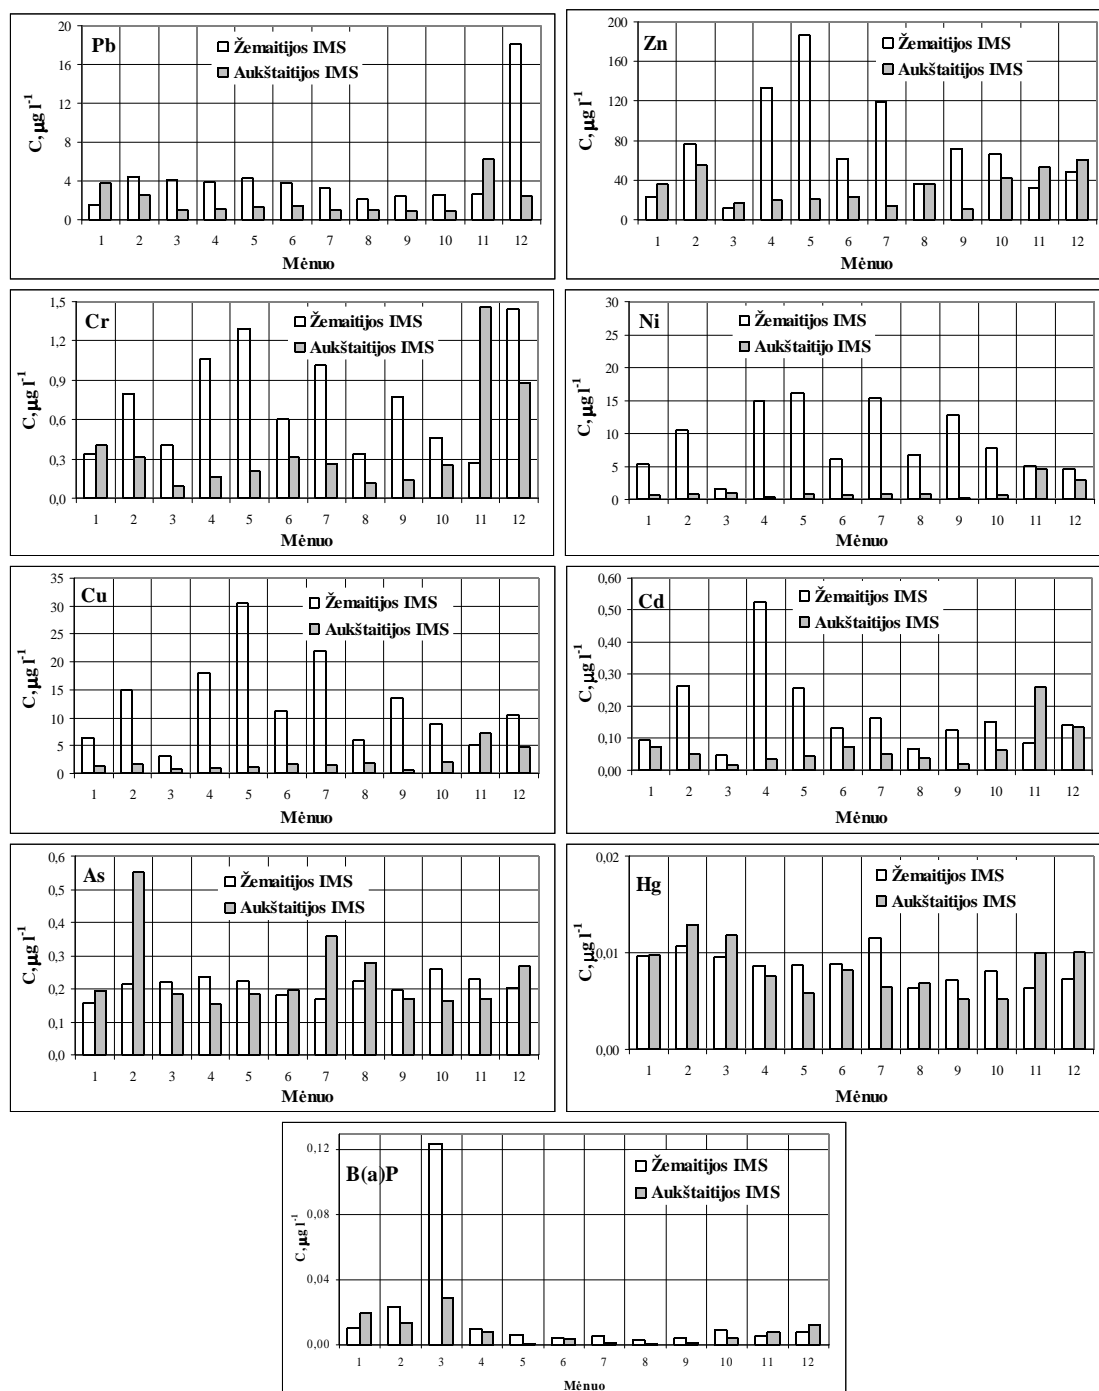 Pb
Žemaitijos IMS
Aukštaitijos IMS
C, µg l⁻¹
20
16
12
8
4
0
1 2 3 4 5 6 7 8 9 10 11 12
Mėnuo
Zn
Žemaitijos IMS
Aukštaitijos IMS
C, µg l⁻¹
200
160
120
80
40
0
1 2 3 4 5 6 7 8 9 10 11 12
Mėnuo
Cr
Žemaitijos IMS
Aukštaitijos IMS
C, µg l⁻¹
1,5
1,2
0,9
0,6
0,3
0,0
1 2 3 4 5 6 7 8 9 10 11 12
Mėnuo
Ni
Žemaitijos IMS
Aukštaitijo IMS
C, µg l⁻¹
30
25
20
15
10
5
0
1 2 3 4 5 6 7 8 9 10 11 12
Mėnuo
Cu
Žemaitijos IMS
Aukštaitijos IMS
C, µg l⁻¹
35
30
25
20
15
10
5
0
1 2 3 4 5 6 7 8 9 10 11 12
Mėnuo
Cd
Žemaitijos IMS
Aukštaitijos IMS
C, µg l⁻¹
0,60
0,50
0,40
0,30
0,20
0,10
0,00
1 2 3 4 5 6 7 8 9 10 11 12
Mėnuo
As
Žemaitijos IMS
Aukštaitijos IMS
C, µg l⁻¹
0,6
0,5
0,4
0,3
0,2
0,1
0,0
1 2 3 4 5 6 7 8 9 10 11 12
Mėnuo
Hg
Žemaitijos IMS
Aukštaitijos IMS
C, µg l⁻¹
0,02
0,01
0,00
1 2 3 4 5 6 7 8 9 10 11 12
Mėnuo
B(a)P
Žemaitijos IMS
Aukštaitijos IMS
C, µg l⁻¹
0,12
0,08
0,04
0,00
1 2 3 4 5 6 7 8 9 10 11 12
Mėnuo